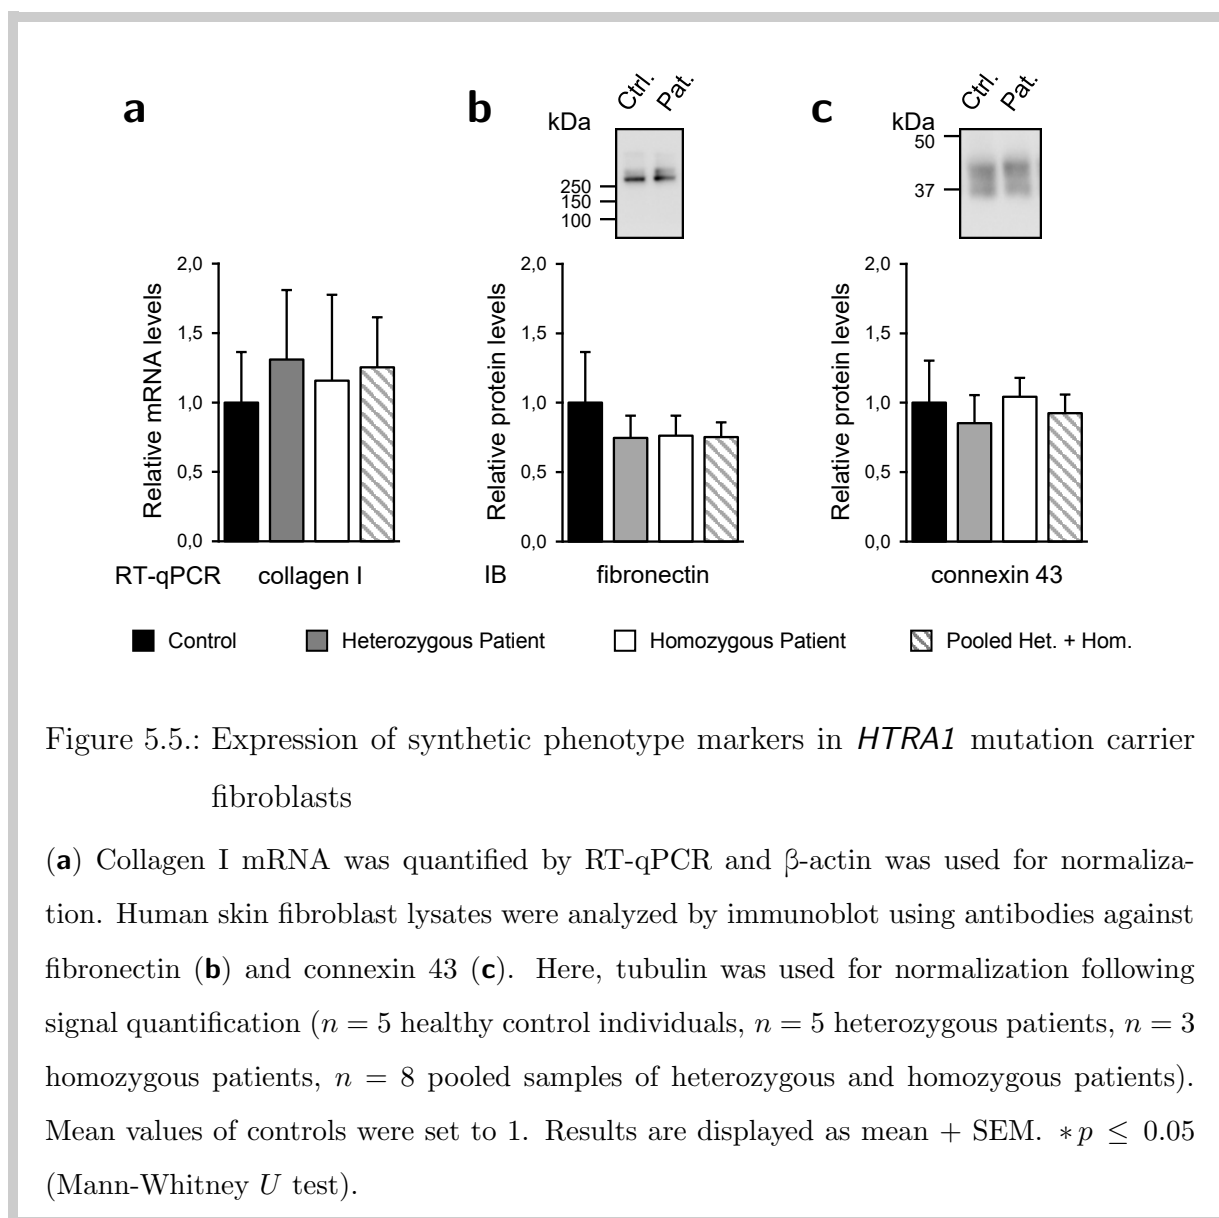 a
b
c
Ctrl.
Pat.
Ctrl.
Pat.
kDa
250
150
100
kDa
50
37
Relative mRNA levels
2,0
1,5
1,0
0,5
0,0
Relative protein levels
2,0
1,5
1,0
0,5
0,0
Relative protein levels
2,0
1,5
1,0
0,5
0,0
RT-qPCR collagen I
IB fibronectin
connexin 43
Control
Heterozygous Patient
Homozygous Patient
Pooled Het. + Hom.
Figure 5.5.: Expression of synthetic phenotype markers in HTRA1 mutation carrier
fibroblasts
(a) Collagen I mRNA was quantified by RT-qPCR and β-actin was used for normaliza-
tion. Human skin fibroblast lysates were analyzed by immunoblot using antibodies against
fibronectin (b) and connexin 43 (c). Here, tubulin was used for normalization following
signal quantification (n = 5 healthy control individuals, n = 5 heterozygous patients, n = 3
homozygous patients, n = 8 pooled samples of heterozygous and homozygous patients).
Mean values of controls were set to 1. Results are displayed as mean + SEM. ∗p ≤ 0.05
(Mann-Whitney U test).